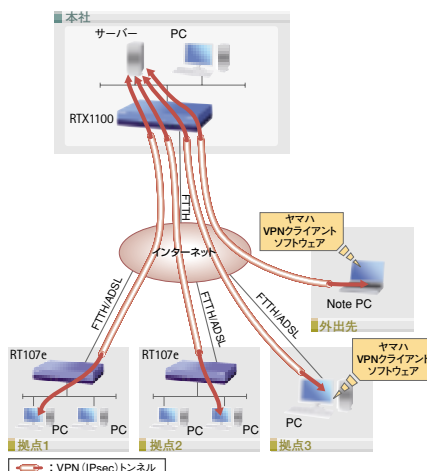 本社
サーバー
PC
RTX1100
FTTH
インターネット
ヤマハ
VPNクライアント
ソフトウェア
Note PC
外出先
FTTH/ADSL
FTTH/ADSL
FTTH/ADSL
RT107e
RT107e
ヤマハ
VPNクライアント
ソフトウェア
PC
PC
PC
PC
PC
拠点1
拠点2
拠点3
：VPN（IPsec）トンネル